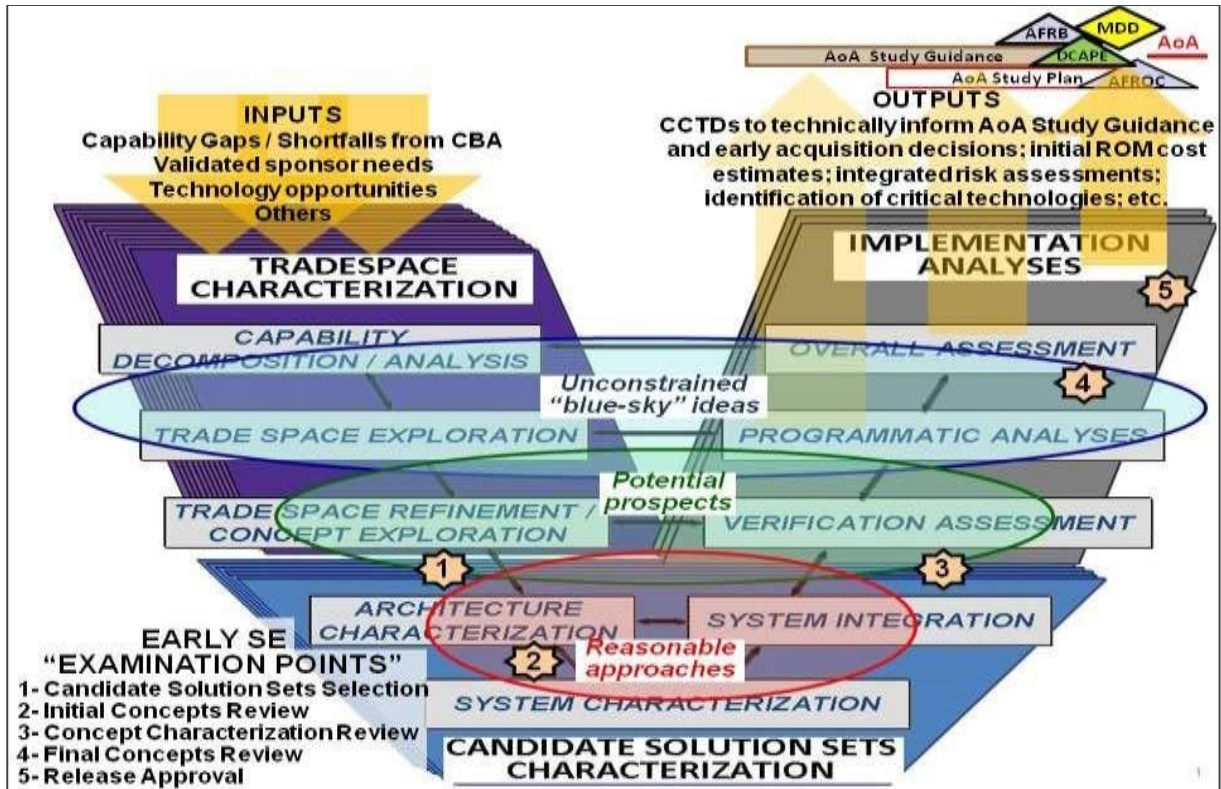 AFRB
MDD
AoA
AoA Study Guidance
DCAPE
AoA Study Plan
AFROC
INPUTS
Capability Gaps / Shortfalls from CBA
Validated sponsor needs
Technology opportunities
Others
OUTPUTS
CCTDs to technically inform AoA Study Guidance
and early acquisition decisions; initial ROM cost
estimates; integrated risk assessments;
identification of critical technologies; etc.
TRADESPACE
CHARACTERIZATION
IMPLEMENTATION
ANALYSES
5
CAPABILITY
DECOMPOSITION / ANALYSIS
OVERALL ASSESSMENT
4
Unconstrained
“blue-sky” ideas
TRADE SPACE EXPLORATION
PROGRAMMATIC ANALYSES
Potential
prospects
TRADE SPACE REFINEMENT /
CONCEPT EXPLORATION
VERIFICATION ASSESSMENT
1
3
ARCHITECTURE
CHARACTERIZATION
SYSTEM INTEGRATION
2
Reasonable
approaches
SYSTEM CHARACTERIZATION
CANDIDATE SOLUTION SETS
CHARACTERIZATION
EARLY SE
“EXAMINATION POINTS”
1- Candidate Solution Sets Selection
2- Initial Concepts Review
3- Concept Characterization Review
4- Final Concepts Review
5- Release Approval
1